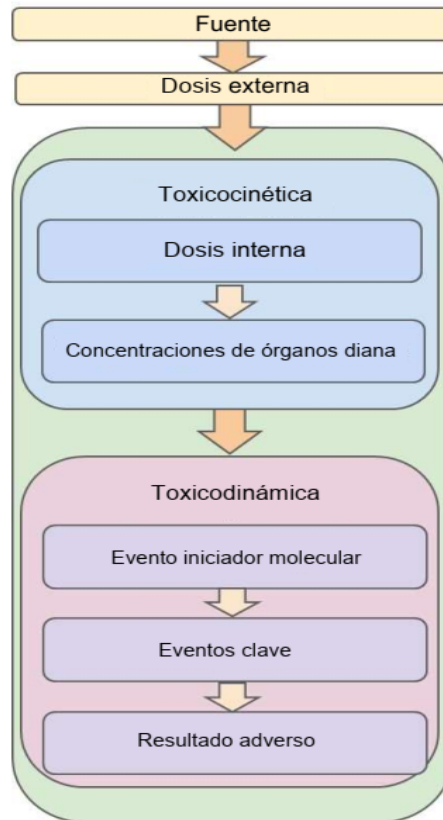 Fuente
Dosis externa
Toxicocinética
Dosis interna
Concentraciones de órganos diana
Toxicodinámica
Evento iniciador molecular
Eventos clave
Resultado adverso